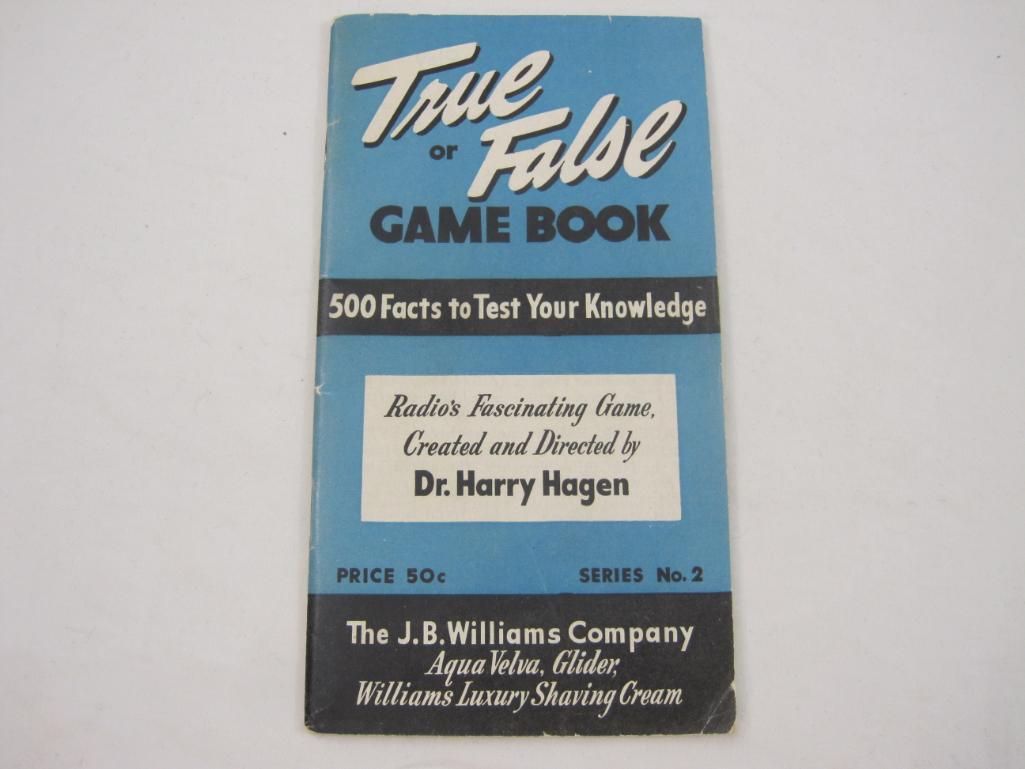 True
or False
GAME BOOK
500 Facts to Test Your Knowledge
Radio's Fascinating Game,
Created and Directed by
Dr. Harry Hagen
PRICE 50c SERIES No. 2
The J.B. Williams Company
Aqua Velva, Glider,
Williams Luxury Shaving Cream